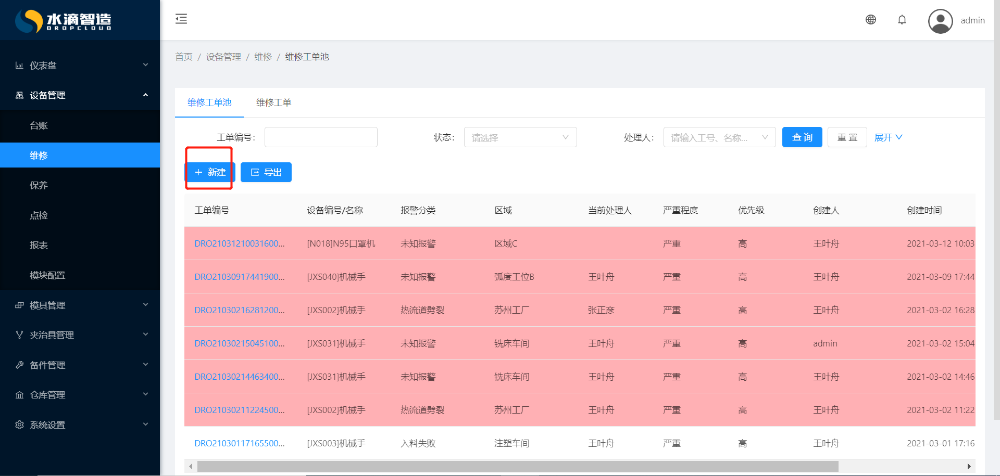 水滴智造
DROPCLOUD
admin
仪表盘
设备管理
台账
维修
保养
点检
报表
模块配置
模具管理
夹治具管理
备件管理
仓库管理
系统设置
首页 / 设备管理 / 维修 / 维修工单池
维修工单池 维修工单
工单编号: 状态: 请选择 处理人: 请输入工号、名称... 查询 重置 展开
新建 导出
工单编号 设备编号/名称 报警分类 区域 当前处理人 严重程度 优先级 创建人 创建时间
DRO21031210031600... [N018]N95口罩机 未知报警 区域C 严重 高 王叶舟 2021-03-12 10:03
DRO21030917441900... [JXS040]机械手 未知报警 弧度工位B 王叶舟 严重 高 王叶舟 2021-03-09 17:44
DRO21030216281200... [JXS002]机械手 热流道劈裂 苏州工厂 张正彦 严重 高 王叶舟 2021-03-02 16:28
DRO21030215045100... [JXS031]机械手 未知报警 铣床车间 王叶舟 严重 高 admin 2021-03-02 15:04
DRO21030214463400... [JXS031]机械手 未知报警 铣床车间 王叶舟 严重 高 王叶舟 2021-03-02 14:46
DRO21030211224500... [JXS002]机械手 热流道劈裂 苏州工厂 王叶舟 严重 高 王叶舟 2021-03-02 11:22
DRO21030117165500... [JXS003]机械手 入料失败 注塑车间 王叶舟 严重 高 王叶舟 2021-03-01 17:16